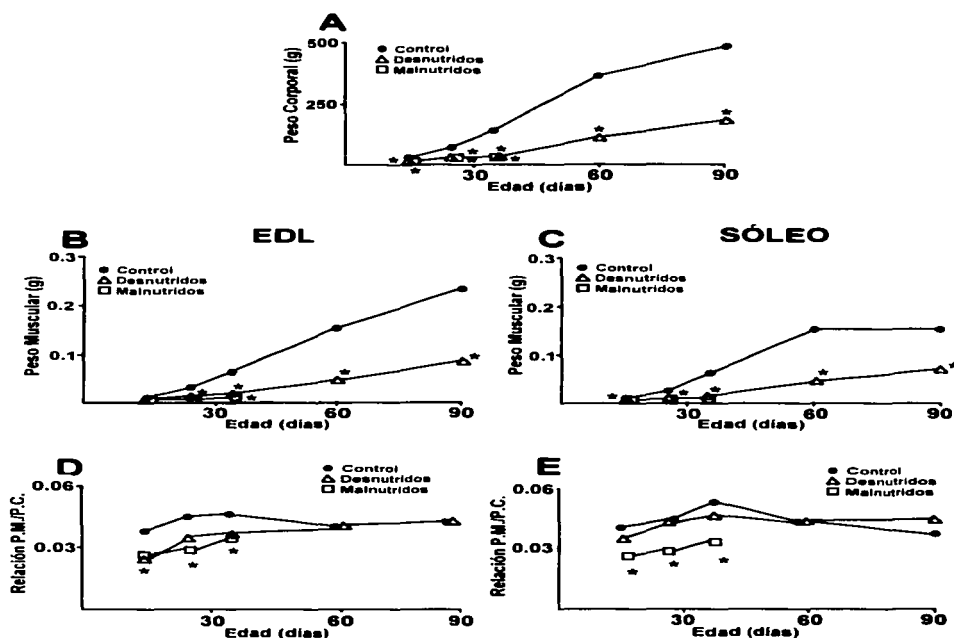 A
500
250
Peso Corporal (g)
Control
Desnutridos
Malnutridos
30
60
90
Edad (días)
B
EDL
0.3
0.2
0.1
Peso Muscular (g)
Control
Desnutridos
Malnutridos
30
60
90
Edad (días)
C
SÓLEO
0.3
0.2
0.1
Peso Muscular (g)
Control
Desnutridos
Malnutridos
30
60
90
Edad (días)
D
0.06
0.03
Relación P.M./P.C.
Control
Desnutridos
Malnutridos
30
60
90
Edad (días)
E
0.06
0.03
Relación P.M./P.C.
Control
Desnutridos
Malnutridos
30
60
90
Edad (días)